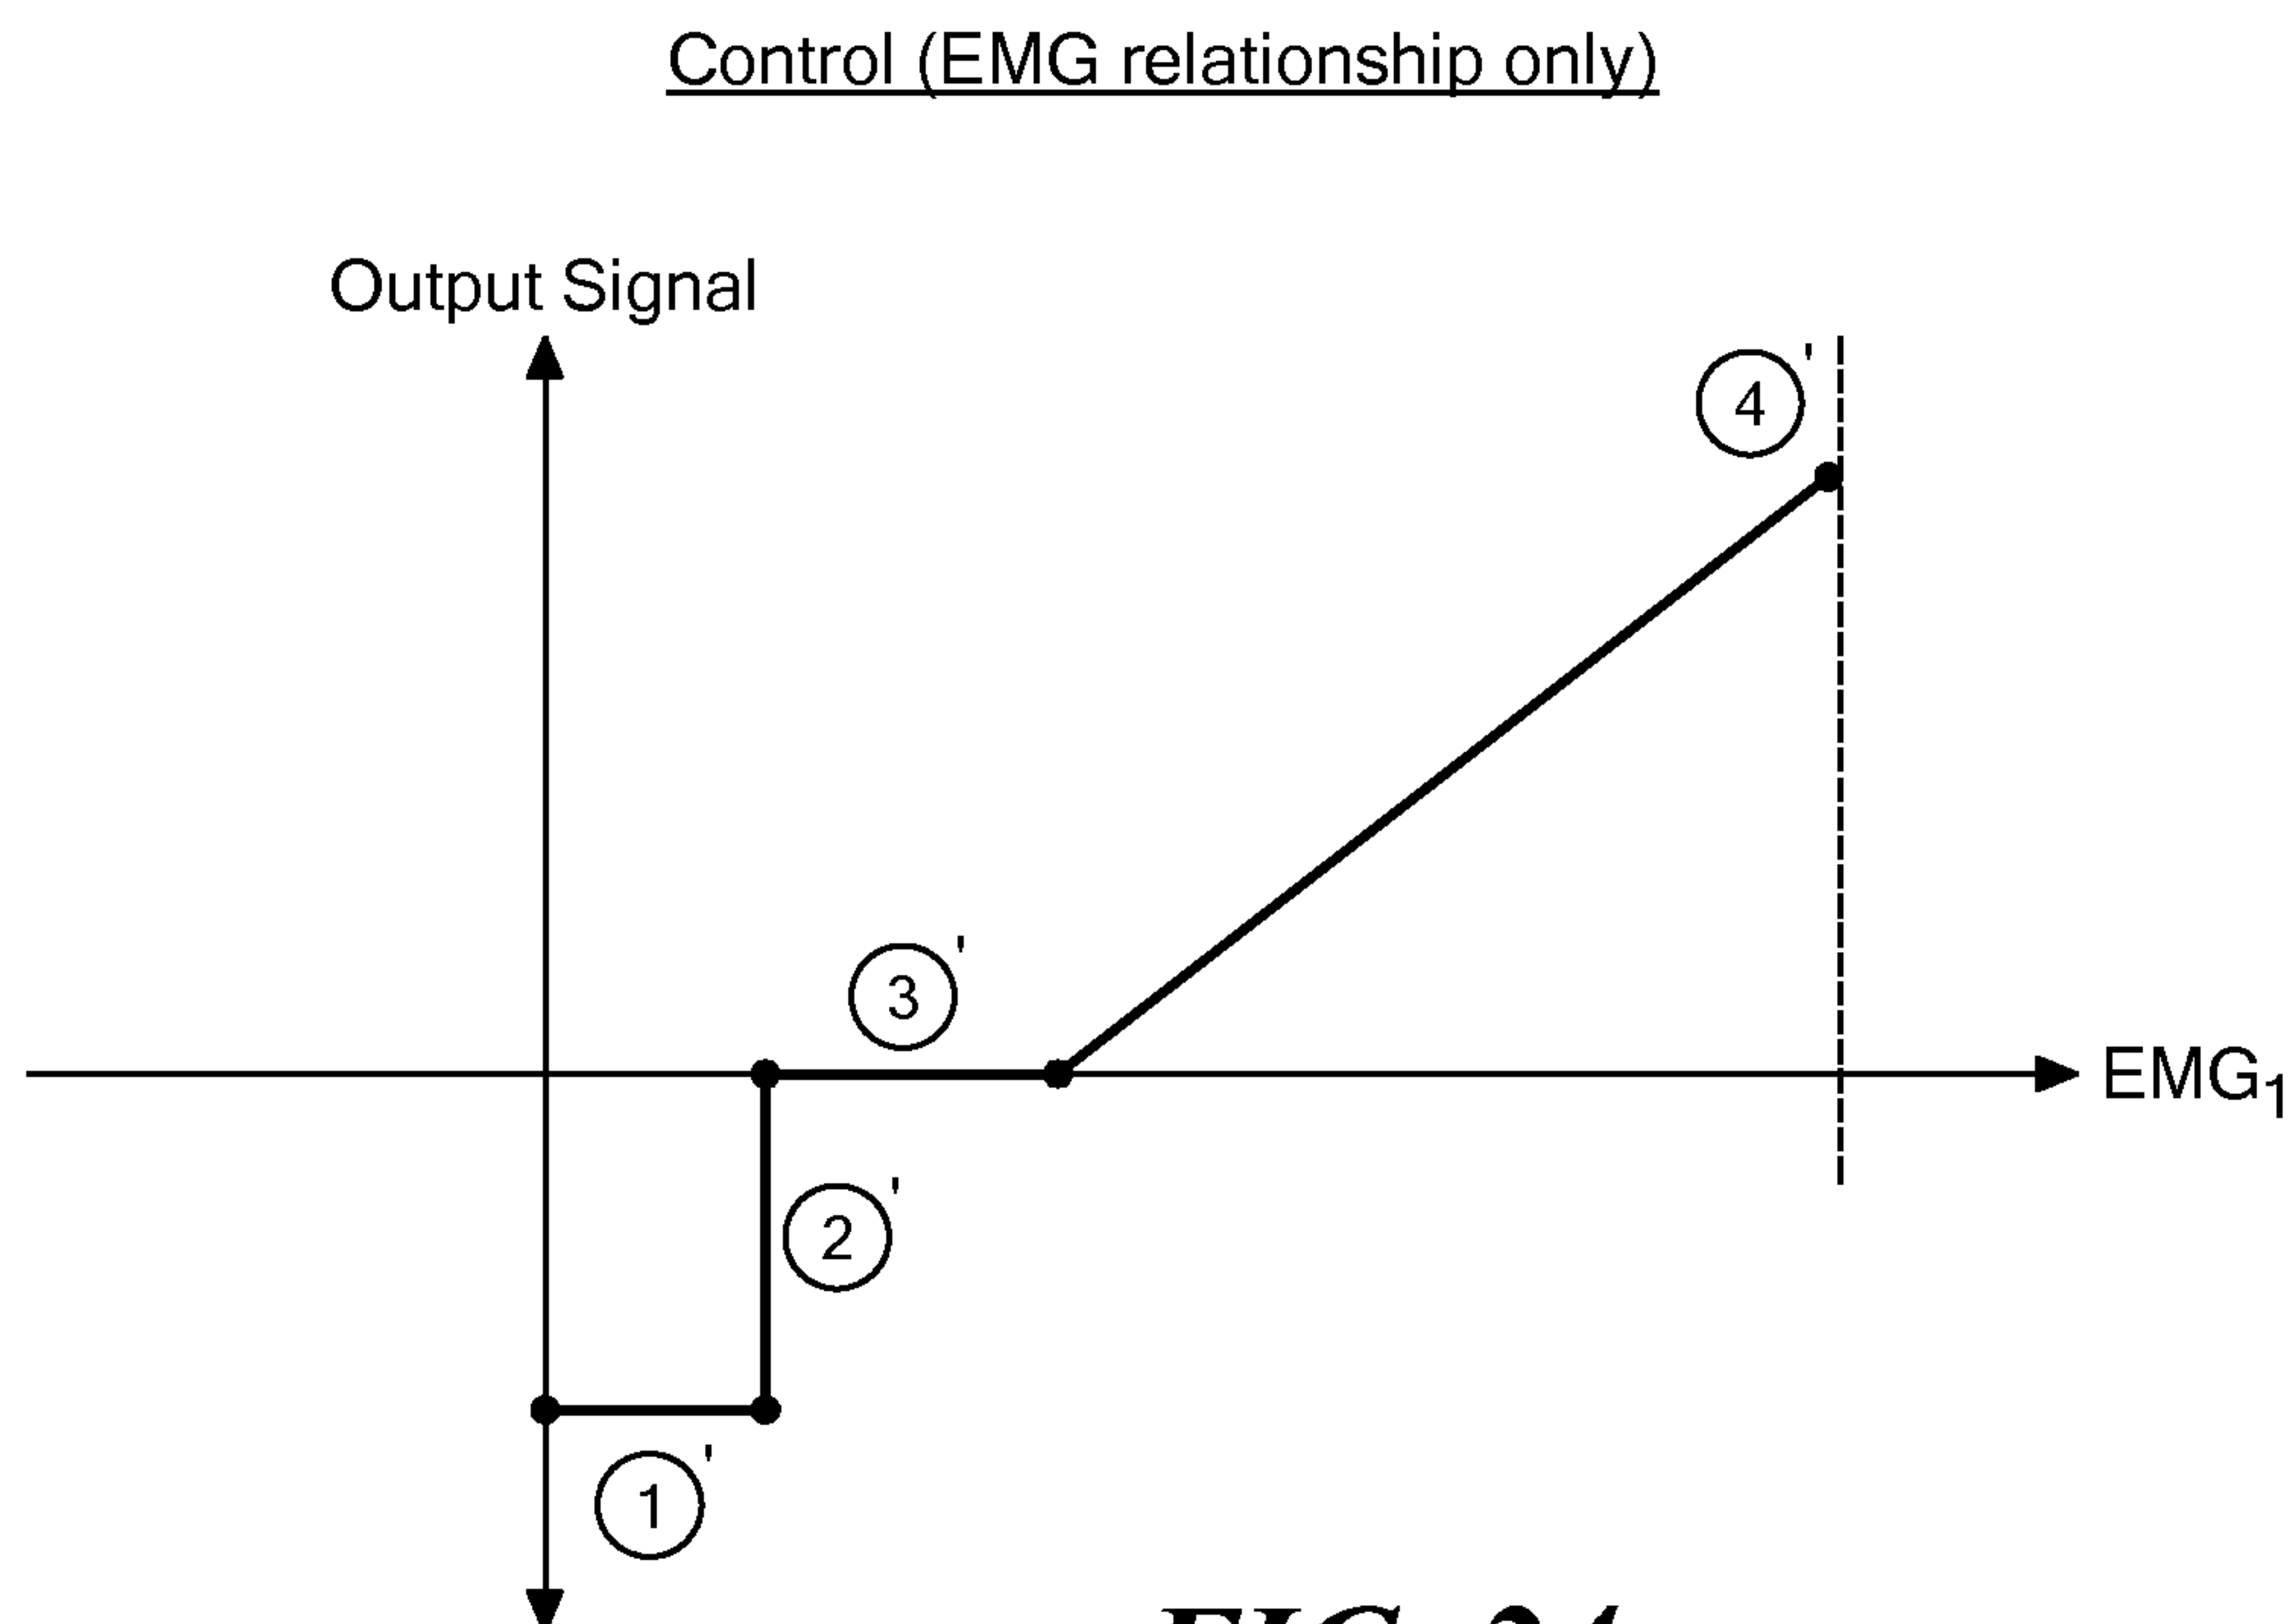 Control (EMG relationship only)
Output Signal
4'
3'
EMG1
2'
1'